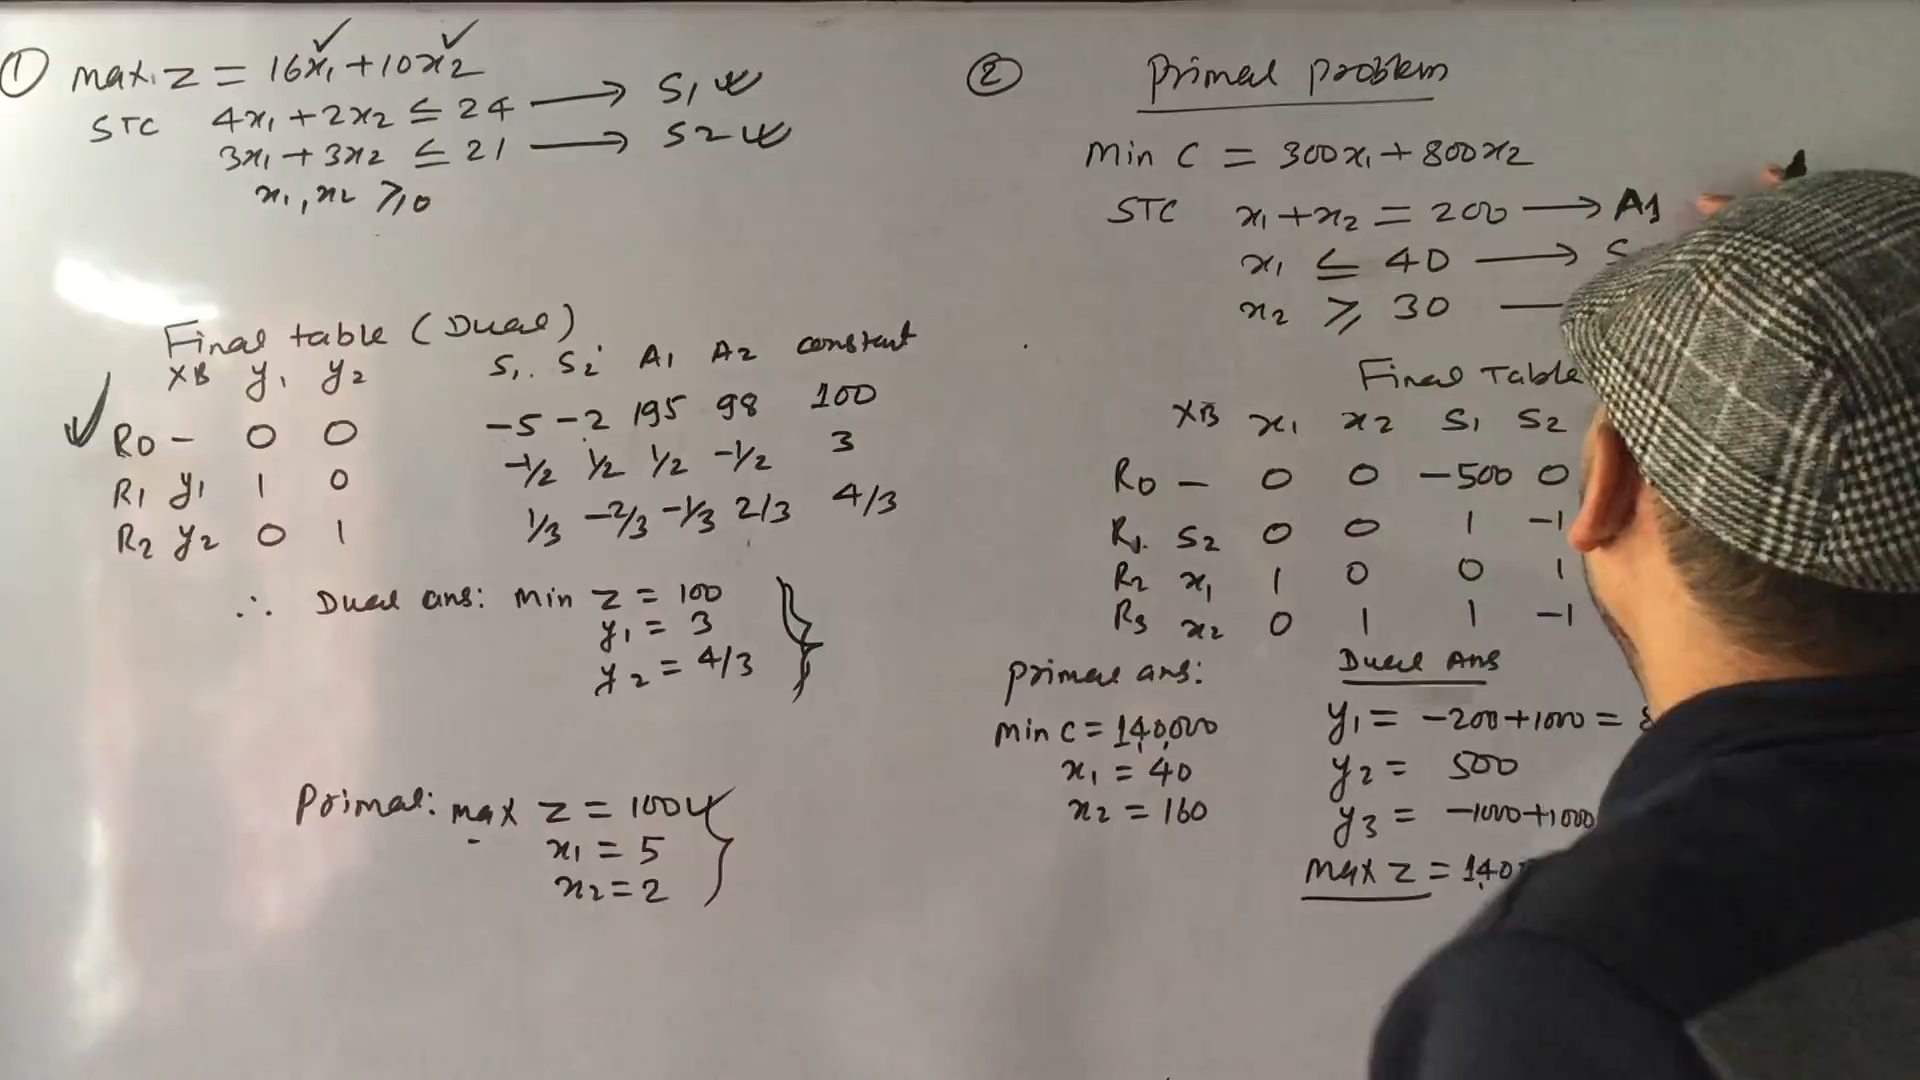 ① max. z = 16x₁ + 10x₂
STC 4x₁ + 2x₂ ≤ 24 → S₁
3x₁ + 3x₂ ≤ 21 → S2
x₁, x₂ ≥ 0
Final table (Dual)
XB y₁ y₂ S₁ S₂ A₁ A₂ constant
R0 – 0 0 -5 -2 195 98 100
R₁ y₁ 1 0 -1/2 1/2 1/2 -1/2 3
R₂ y₂ 0 1 1/3 -2/3 -1/3 2/3 4/3
∴ Dual ans: Min z = 100
y₁ = 3
y₂ = 4/3
Primal: max z = 100
x₁ = 5
x₂ = 2
② Primal problem
Min C = 300x₁ + 800x₂
STC x₁ + x₂ = 200 → A1
x₁ ≤ 40 → S
x₂ ≥ 30 —
Final Table
XB x₁ x₂ S₁ S₂
R0 – 0 0 -500 0
R₁. S₂ 0 0 1 -1
R₂ x₁ 1 0 0 1
R₃ x₂ 0 1 1 -1
Primal ans:
Min C = 140,000
x₁ = 40
x₂ = 160
Dual Ans
y₁ = -200+1000 =
y₂ = 500
y₃ = -1000+1000
Max z = 140